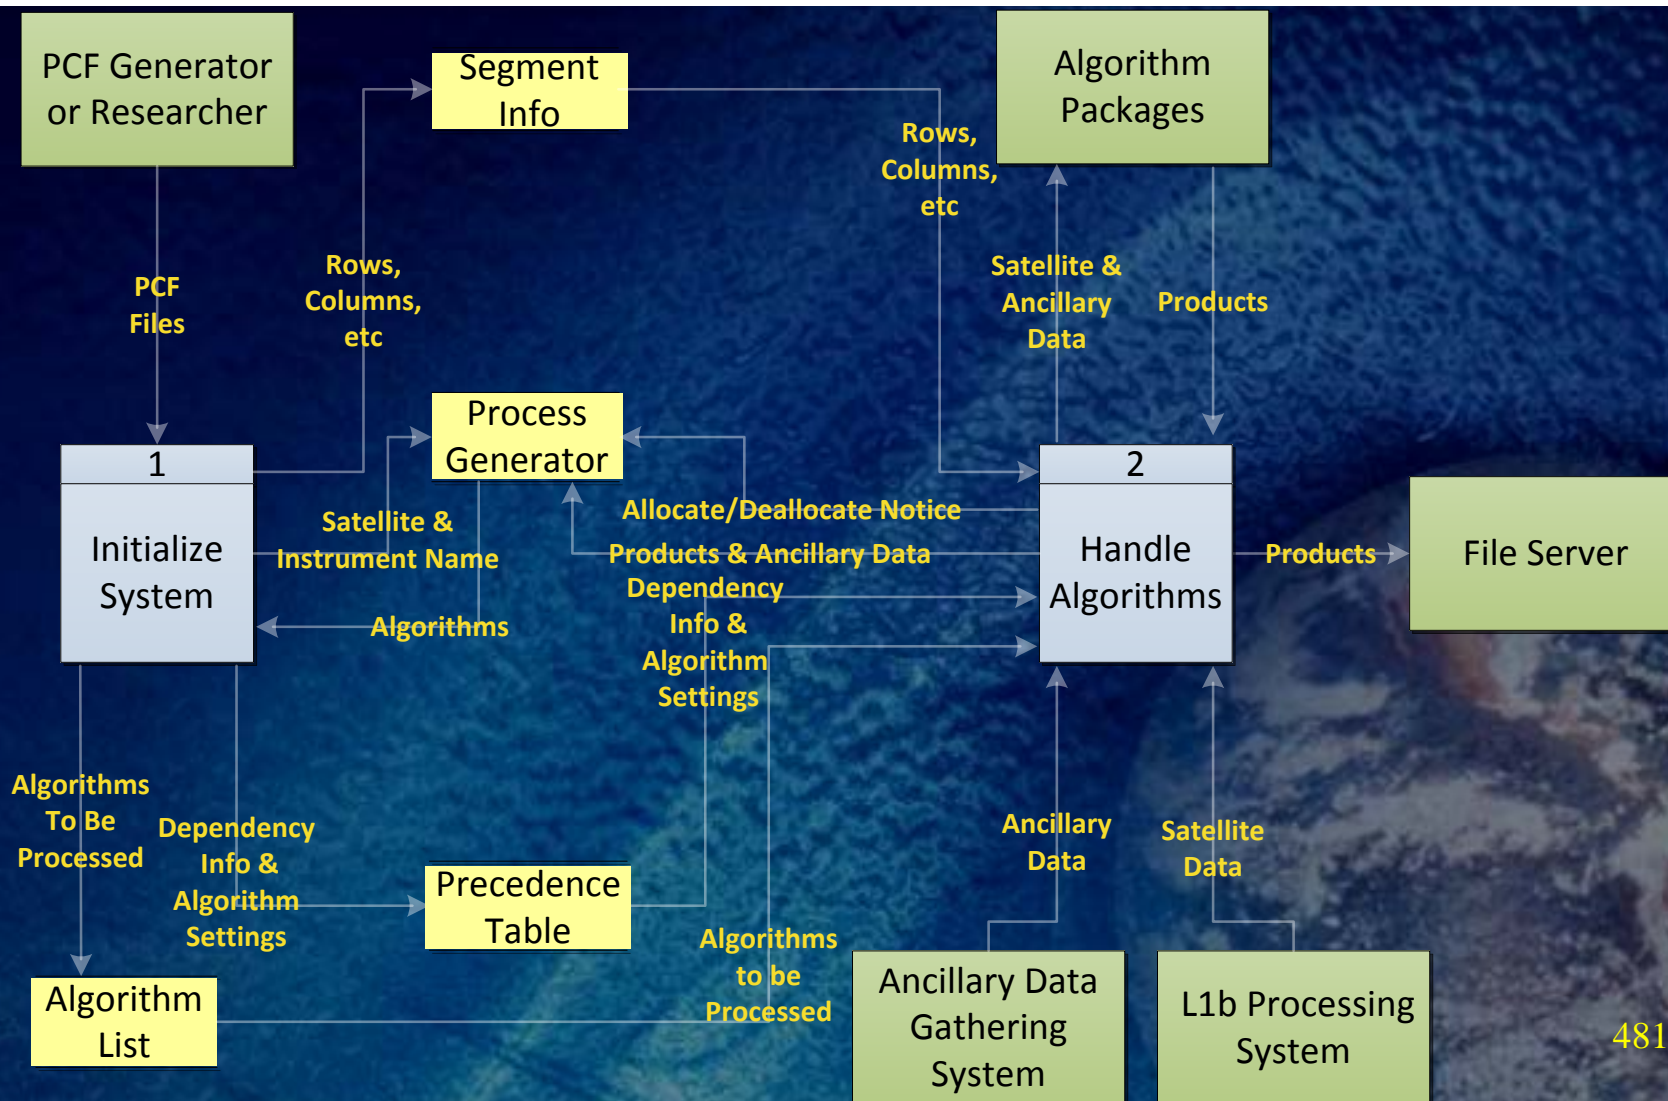 PCF Generator
or Researcher
Segment
Info
Algorithm
Packages
Rows,
Columns,
etc
PCF
Files
Rows,
Columns,
etc
Satellite &
Ancillary
Data
Products
Process
Generator
1
Initialize
System
Satellite &
Instrument Name
Algorithms
Allocate/Deallocate Notice
Products & Ancillary Data
Dependency
Info &
Algorithm
Settings
2
Handle
Algorithms
Products
File Server
Algorithms
To Be
Processed
Dependency
Info &
Algorithm
Settings
Precedence
Table
Algorithm
List
Algorithms
to be
Processed
Ancillary
Data
Satellite
Data
Ancillary Data
Gathering
System
L1b Processing
System
481